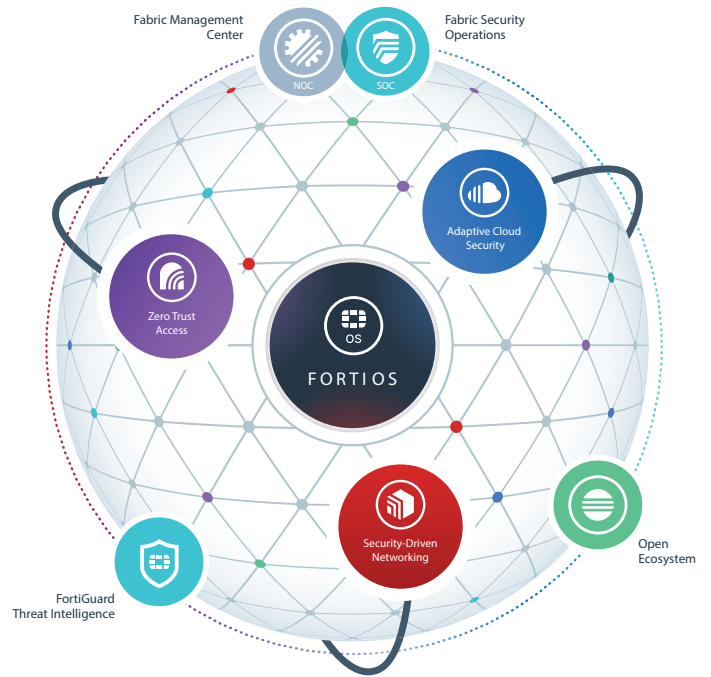 Fabric Management
Center
Fabric Security
Operations
NOC
SOC
Adaptive Cloud
Security
Zero Trust
Access
OS
FORTIOS
Security-Driven
Networking
Open
Ecosystem
FortiGuard
Threat Intelligence